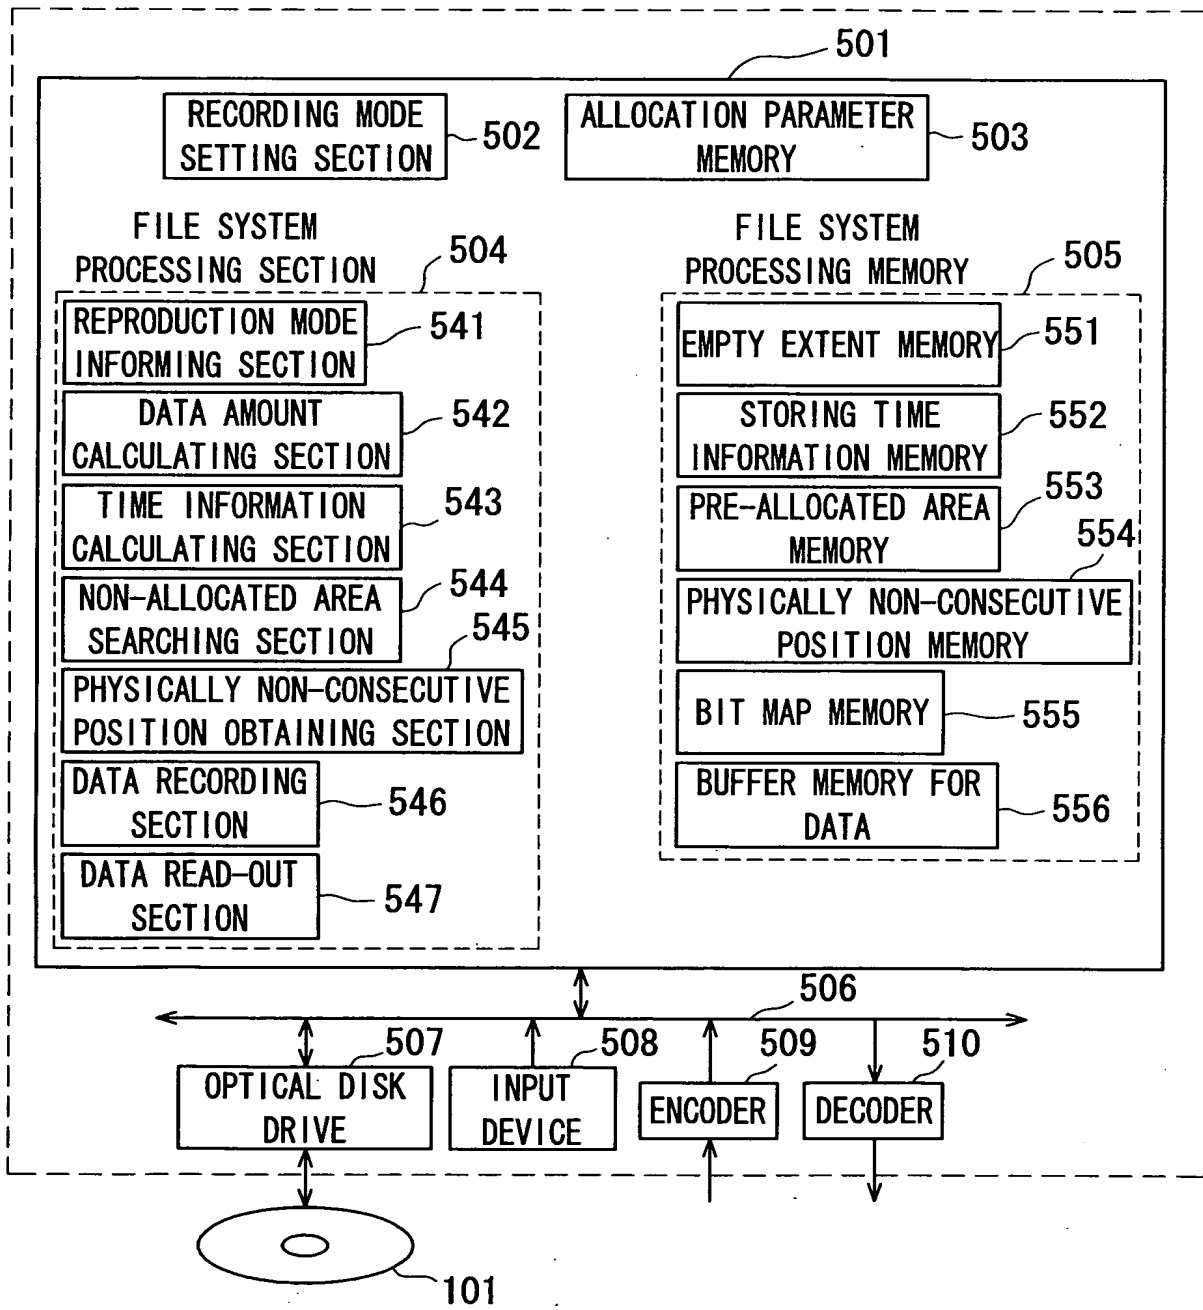 501
RECORDING MODE
SETTING SECTION
502
ALLOCATION PARAMETER
MEMORY
503
FILE SYSTEM
PROCESSING SECTION
504
REPRODUCTION MODE
INFORMING SECTION
541
DATA AMOUNT
CALCULATING SECTION
542
TIME INFORMATION
CALCULATING SECTION
543
NON-ALLOCATED AREA
SEARCHING SECTION
544
545
PHYSICALLY NON-CONSECUTIVE
POSITION OBTAINING SECTION
DATA RECORDING
SECTION
546
DATA READ-OUT
SECTION
547
FILE SYSTEM
PROCESSING MEMORY
505
EMPTY EXTENT MEMORY
551
STORING TIME
INFORMATION MEMORY
552
PRE-ALLOCATED AREA
MEMORY
553
554
PHYSICALLY NON-CONSECUTIVE
POSITION MEMORY
BIT MAP MEMORY
555
BUFFER MEMORY FOR
DATA
556
506
507
OPTICAL DISK
DRIVE
508
INPUT
DEVICE
509
ENCODER
510
DECODER
101